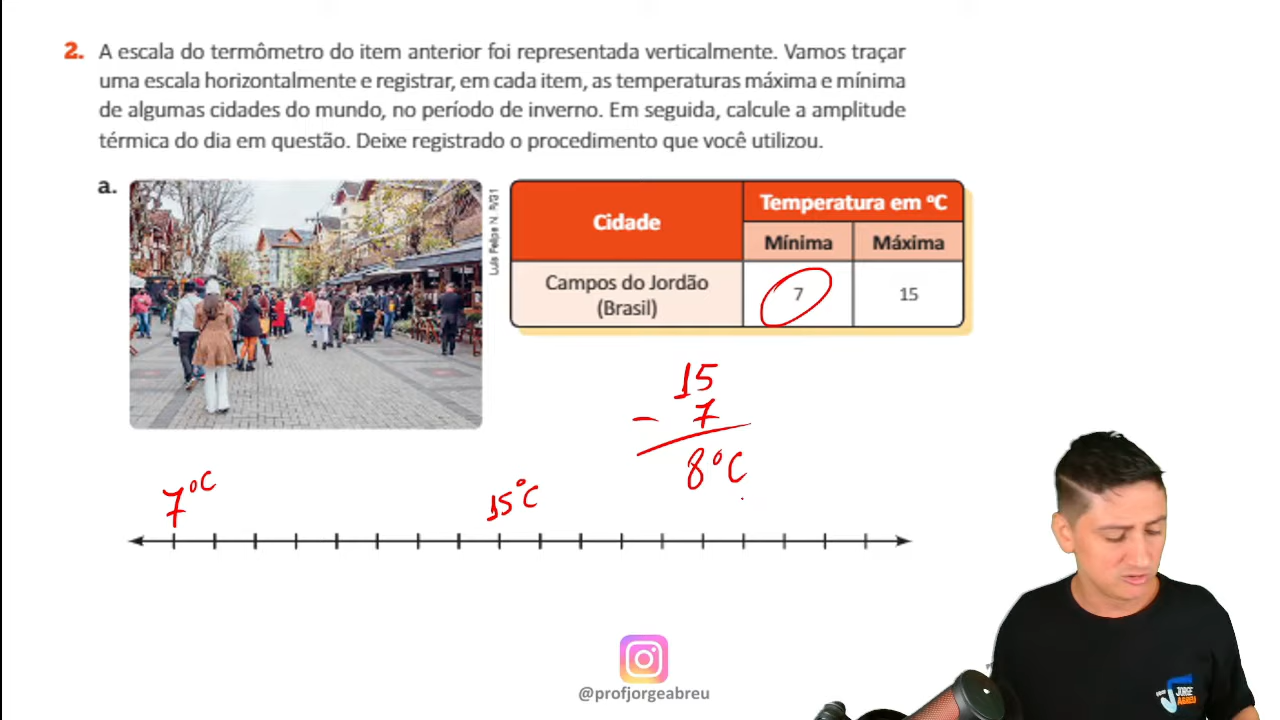 2. A escala do termômetro do item anterior foi representada verticalmente. Vamos traçar
uma escala horizontalmente e registrar, em cada item, as temperaturas máxima e mínima
de algumas cidades do mundo, no período de inverno. Em seguida, calcule a amplitude
térmica do dia em questão. Deixe registrado o procedimento que você utilizou.
a.
Cidade
Temperatura em ºC
Mínima
Máxima
Campos do Jordão
(Brasil)
7
15
15
- 7
8°C
7°C
15°C
@profjorgeabreu
JORGE
ABREU